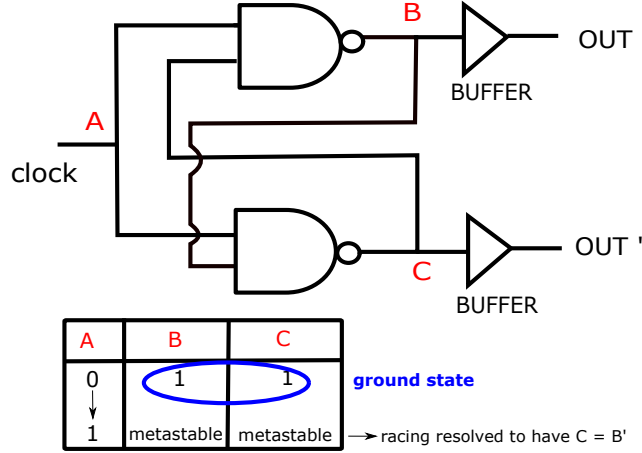 B
OUT
BUFFER
A
clock
OUT '
C
BUFFER
A B C
0 1 1 ground state
1 metastable metastable racing resolved to have C = B'